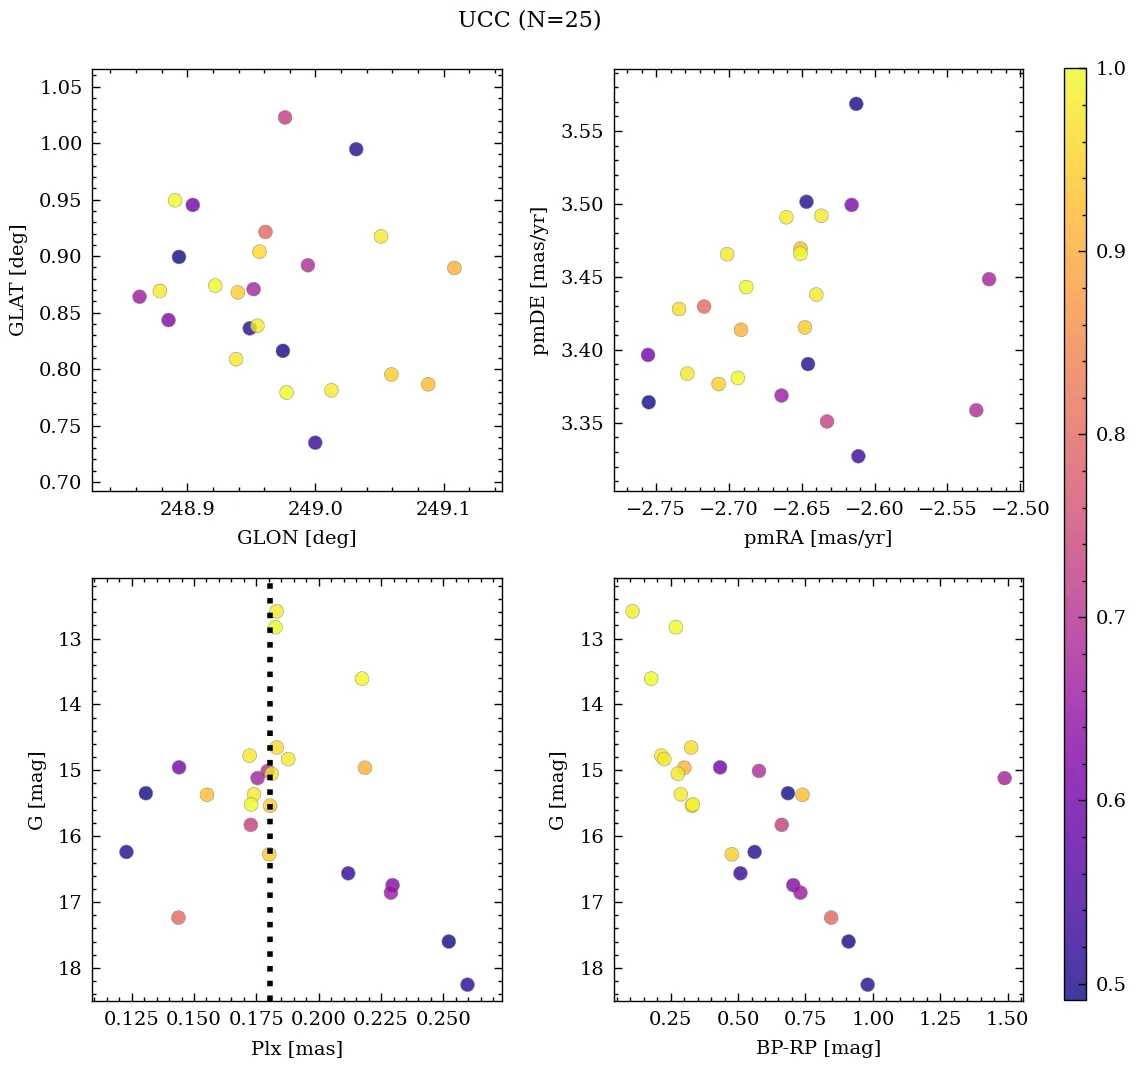 UCC (N=25)
1.05
1.00
0.95
0.90
0.85
0.80
0.75
0.70
GLAT [deg]
248.9 249.0 249.1
GLON [deg]
3.55
3.50
3.45
3.40
3.35
pmDE [mas/yr]
−2.75 −2.70 −2.65 −2.60 −2.55 −2.50
pmRA [mas/yr]
1.0
0.9
0.8
0.7
0.6
0.5
13
14
15
16
17
18
G [mag]
0.125 0.150 0.175 0.200 0.225 0.250
Plx [mas]
13
14
15
16
17
18
G [mag]
0.25 0.50 0.75 1.00 1.25 1.50
BP-RP [mag]